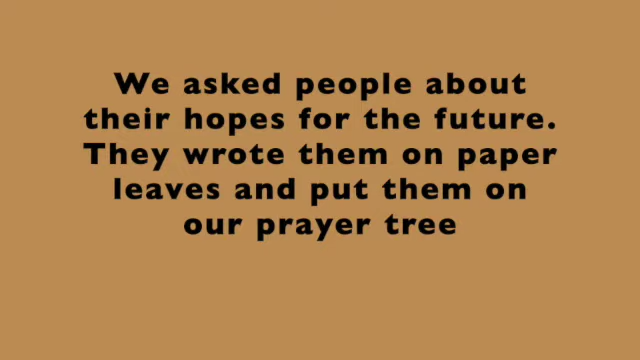 We asked people about
their hopes for the future.
They wrote them on paper
leaves and put them on
our prayer tree